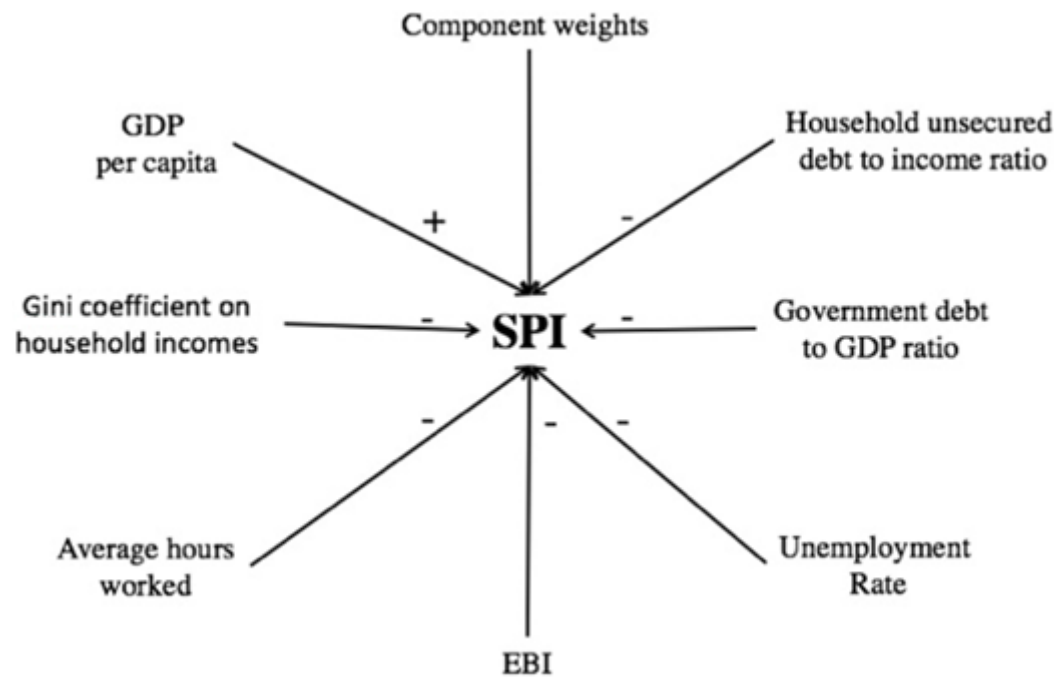 Component weights
GDP
per capita
Household unsecured
debt to income ratio
+
-
Gini coefficient on
household incomes
-
SPI
-
Government debt
to GDP ratio
-
-
-
Average hours
worked
Unemployment
Rate
EBI